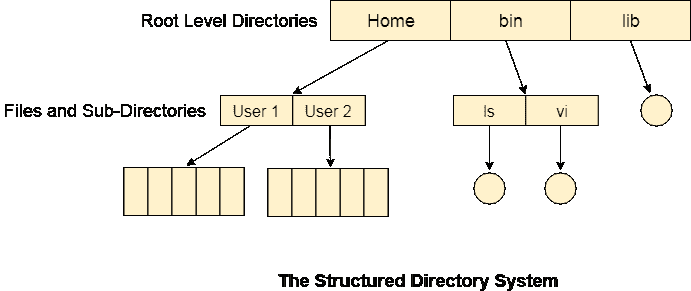 Root Level Directories Home bin lib
Files and Sub-Directories User 1 User 2 ls vi
The Structured Directory System